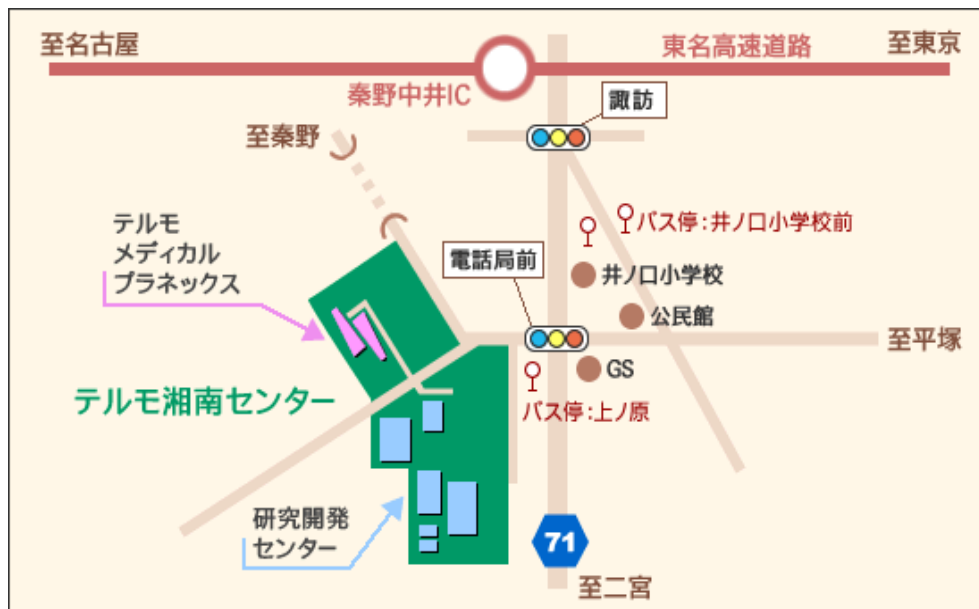 至名古屋
東名高速道路
至東京
秦野中井IC
諏訪
至秦野
バス停:井ノ口小学校前
テルモ
メディカル
プラネックス
電話局前
井ノ口小学校
公民館
至平塚
GS
テルモ湘南センター
バス停:上ノ原
研究開発
センター
71
至二宮